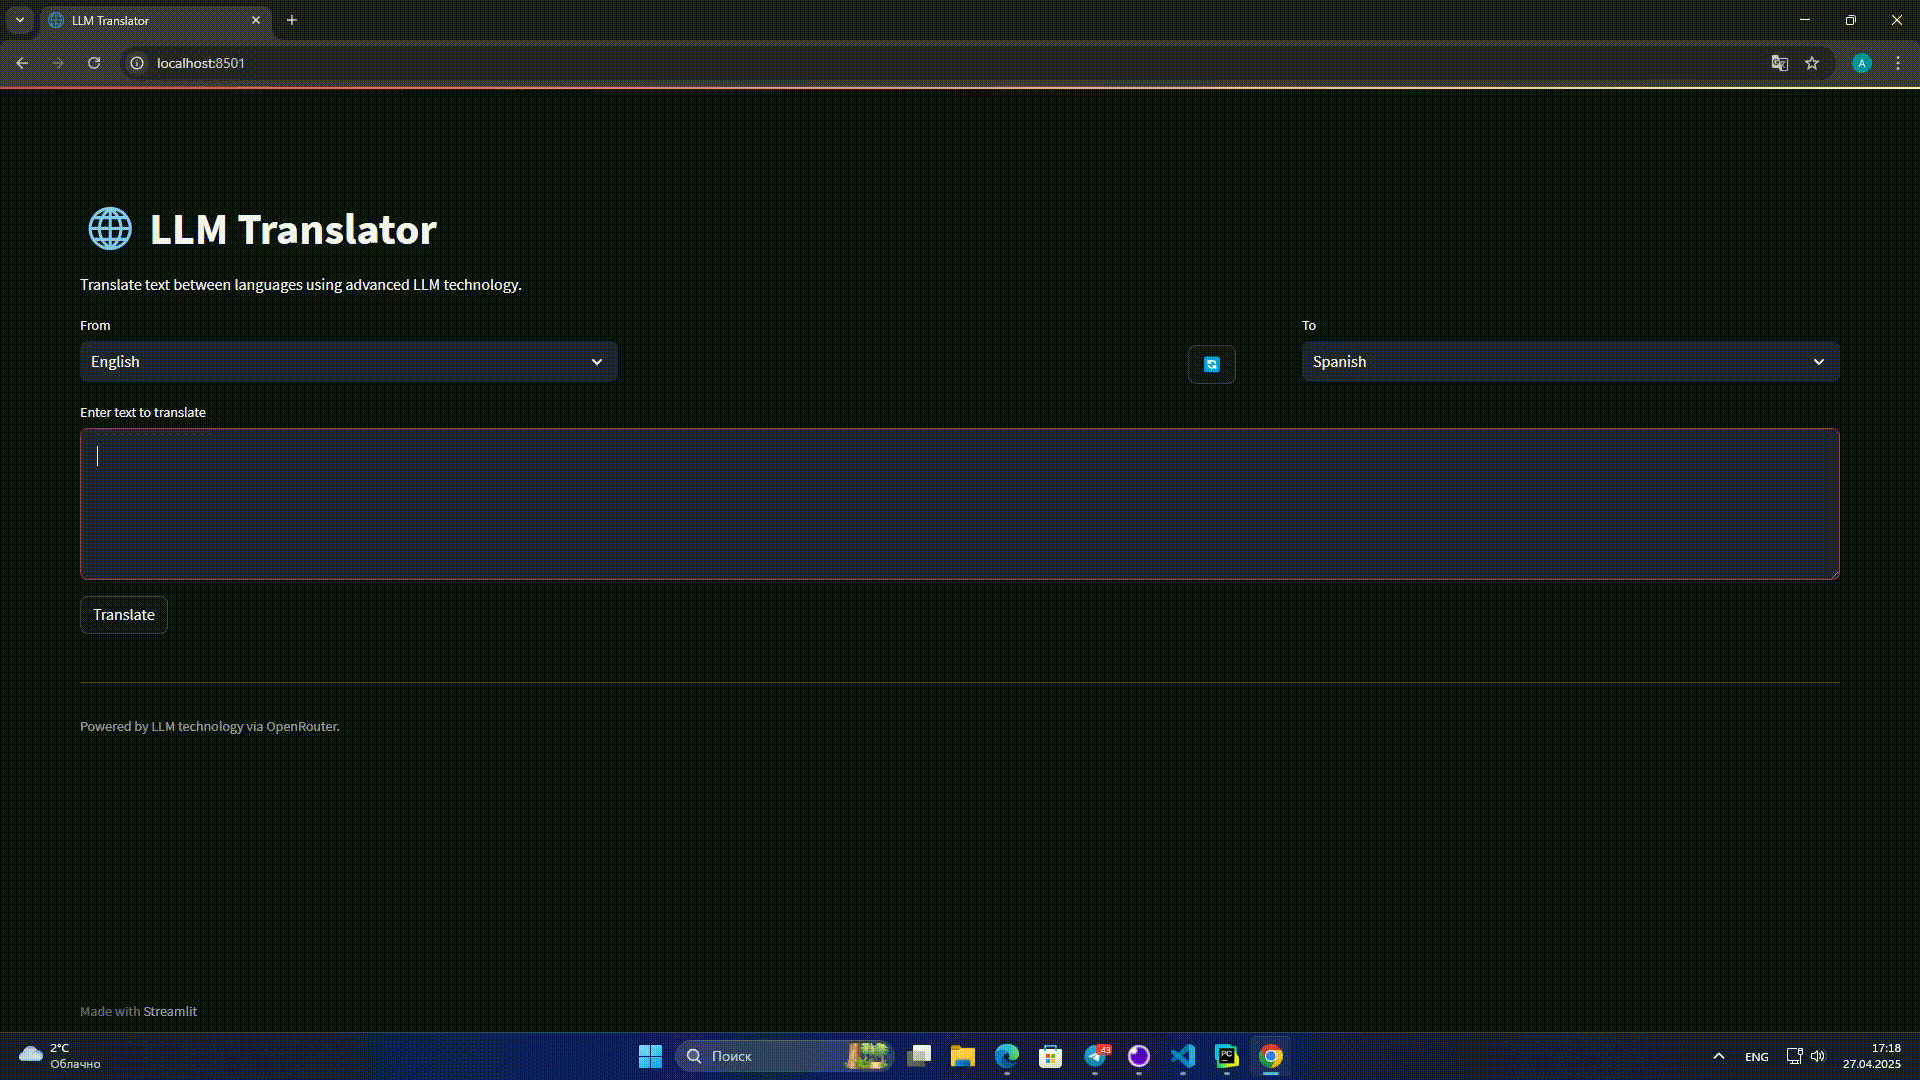 LLM Translator
localhost:8501
A
LLM Translator
Translate text between languages using advanced LLM technology.
From
To
English
Spanish
Enter text to translate
Translate
Powered by LLM technology via OpenRouter.
Made with Streamlit
2°C
Облачно
Поиск
43
PC
ENG
17:18
27.04.2025